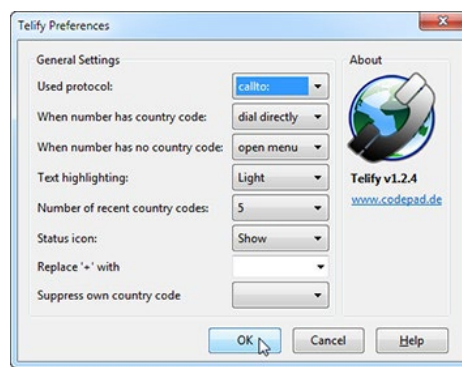 Telify Preferences
General Settings
Used protocol: callto:
When number has country code: dial directly
When number has no country code: open menu
Text highlighting: Light
Number of recent country codes: 5
Status icon: Show
Replace '+' with
Suppress own country code
About
Telify v1.2.4
www.codepad.de
OK Cancel Help